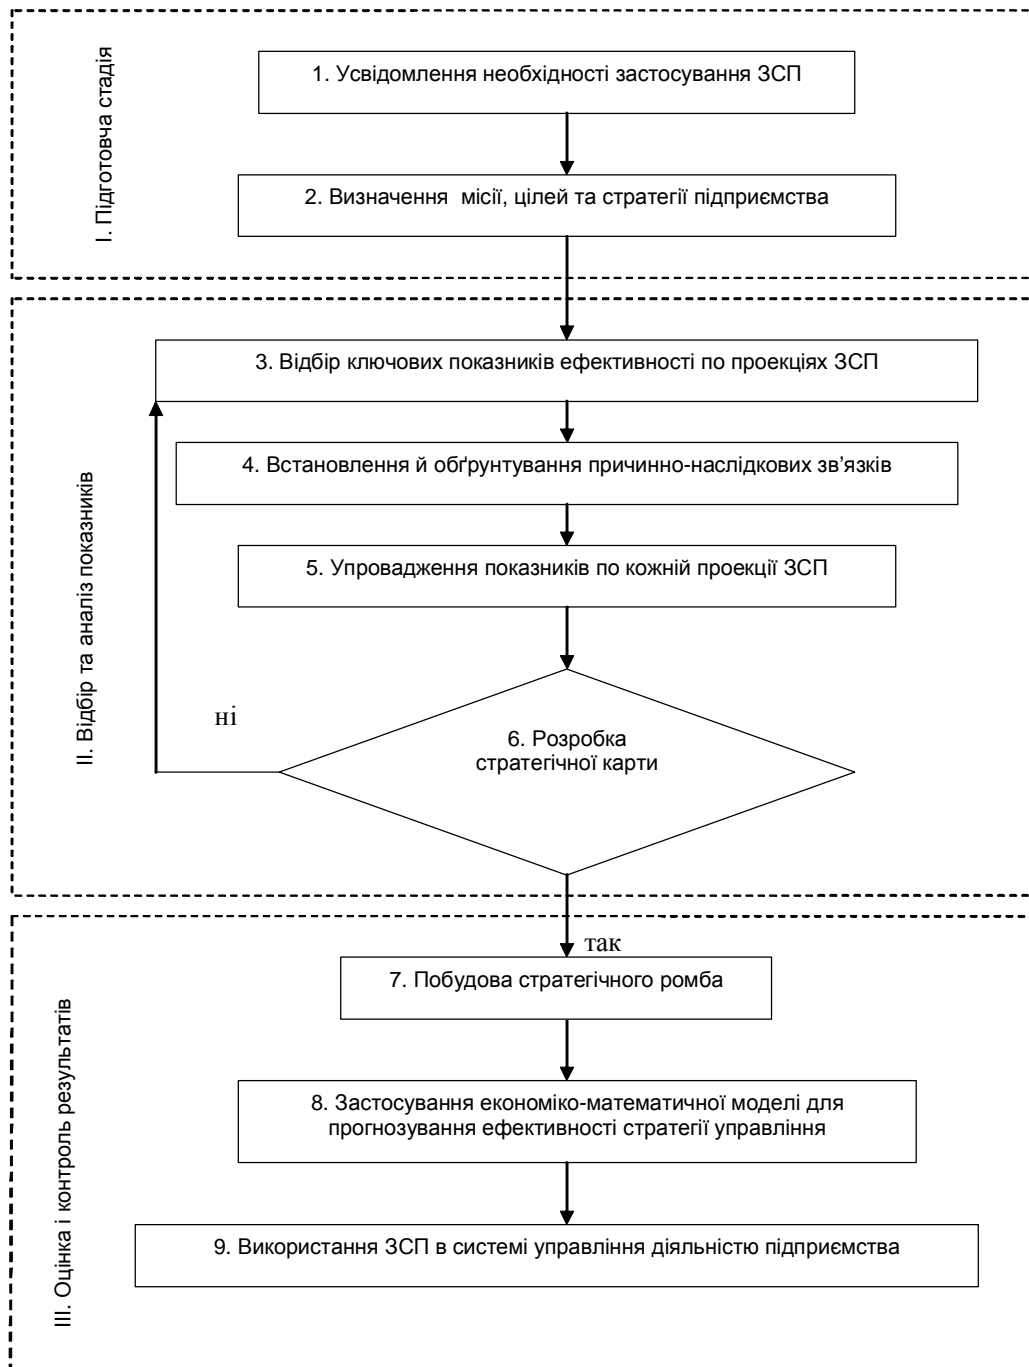 І. Підготовча стадія
1. Усвідомлення необхідності застосування ЗСП
2. Визначення місії, цілей та стратегії підприємства
ІІ. Відбір та аналіз показників
3. Відбір ключових показників ефективності по проекціях ЗСП
4. Встановлення й обґрунтування причинно-наслідкових зв’язків
5. Упровадження показників по кожній проекції ЗСП
ні
6. Розробка
стратегічної карти
так
ІІІ. Оцінка і контроль результатів
7. Побудова стратегічного ромба
8. Застосування економіко-математичної моделі для
прогнозування ефективності стратегії управління
9. Використання ЗСП в системі управління діяльністю підприємства